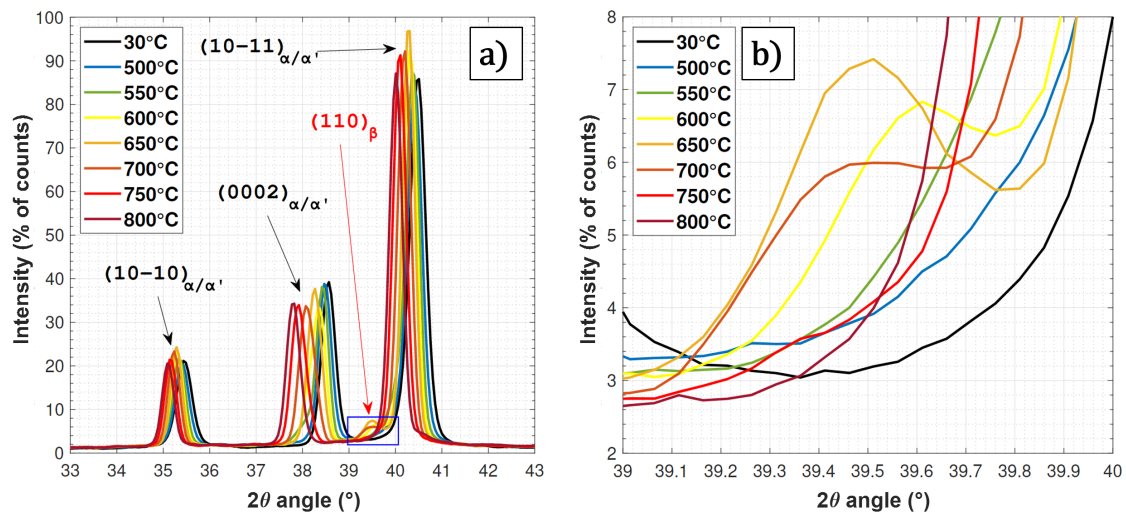 a)
Intensity (% of counts)
100
90
80
70
60
50
40
30
20
10
0
30°C
500°C
550°C
600°C
650°C
700°C
750°C
800°C
(10-11)α/α'
(110)β
(0002)α/α'
(10-10)α/α'
33 34 35 36 37 38 39 40 41 42 43
2θ angle (°)
b)
Intensity (% of counts)
8
7
6
5
4
3
2
30°C
500°C
550°C
600°C
650°C
700°C
750°C
800°C
39 39.1 39.2 39.3 39.4 39.5 39.6 39.7 39.8 39.9 40
2θ angle (°)